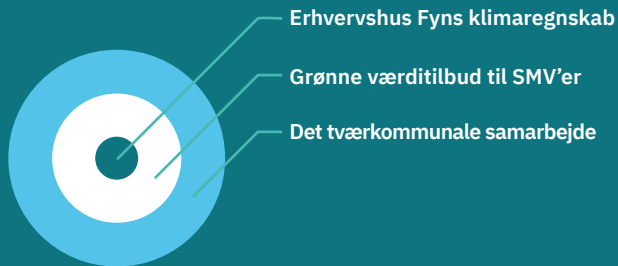 Erhvervshus Fyns klimaregnskab
Grønne værditilbud til SMV’er
Det tværkommunale samarbejde